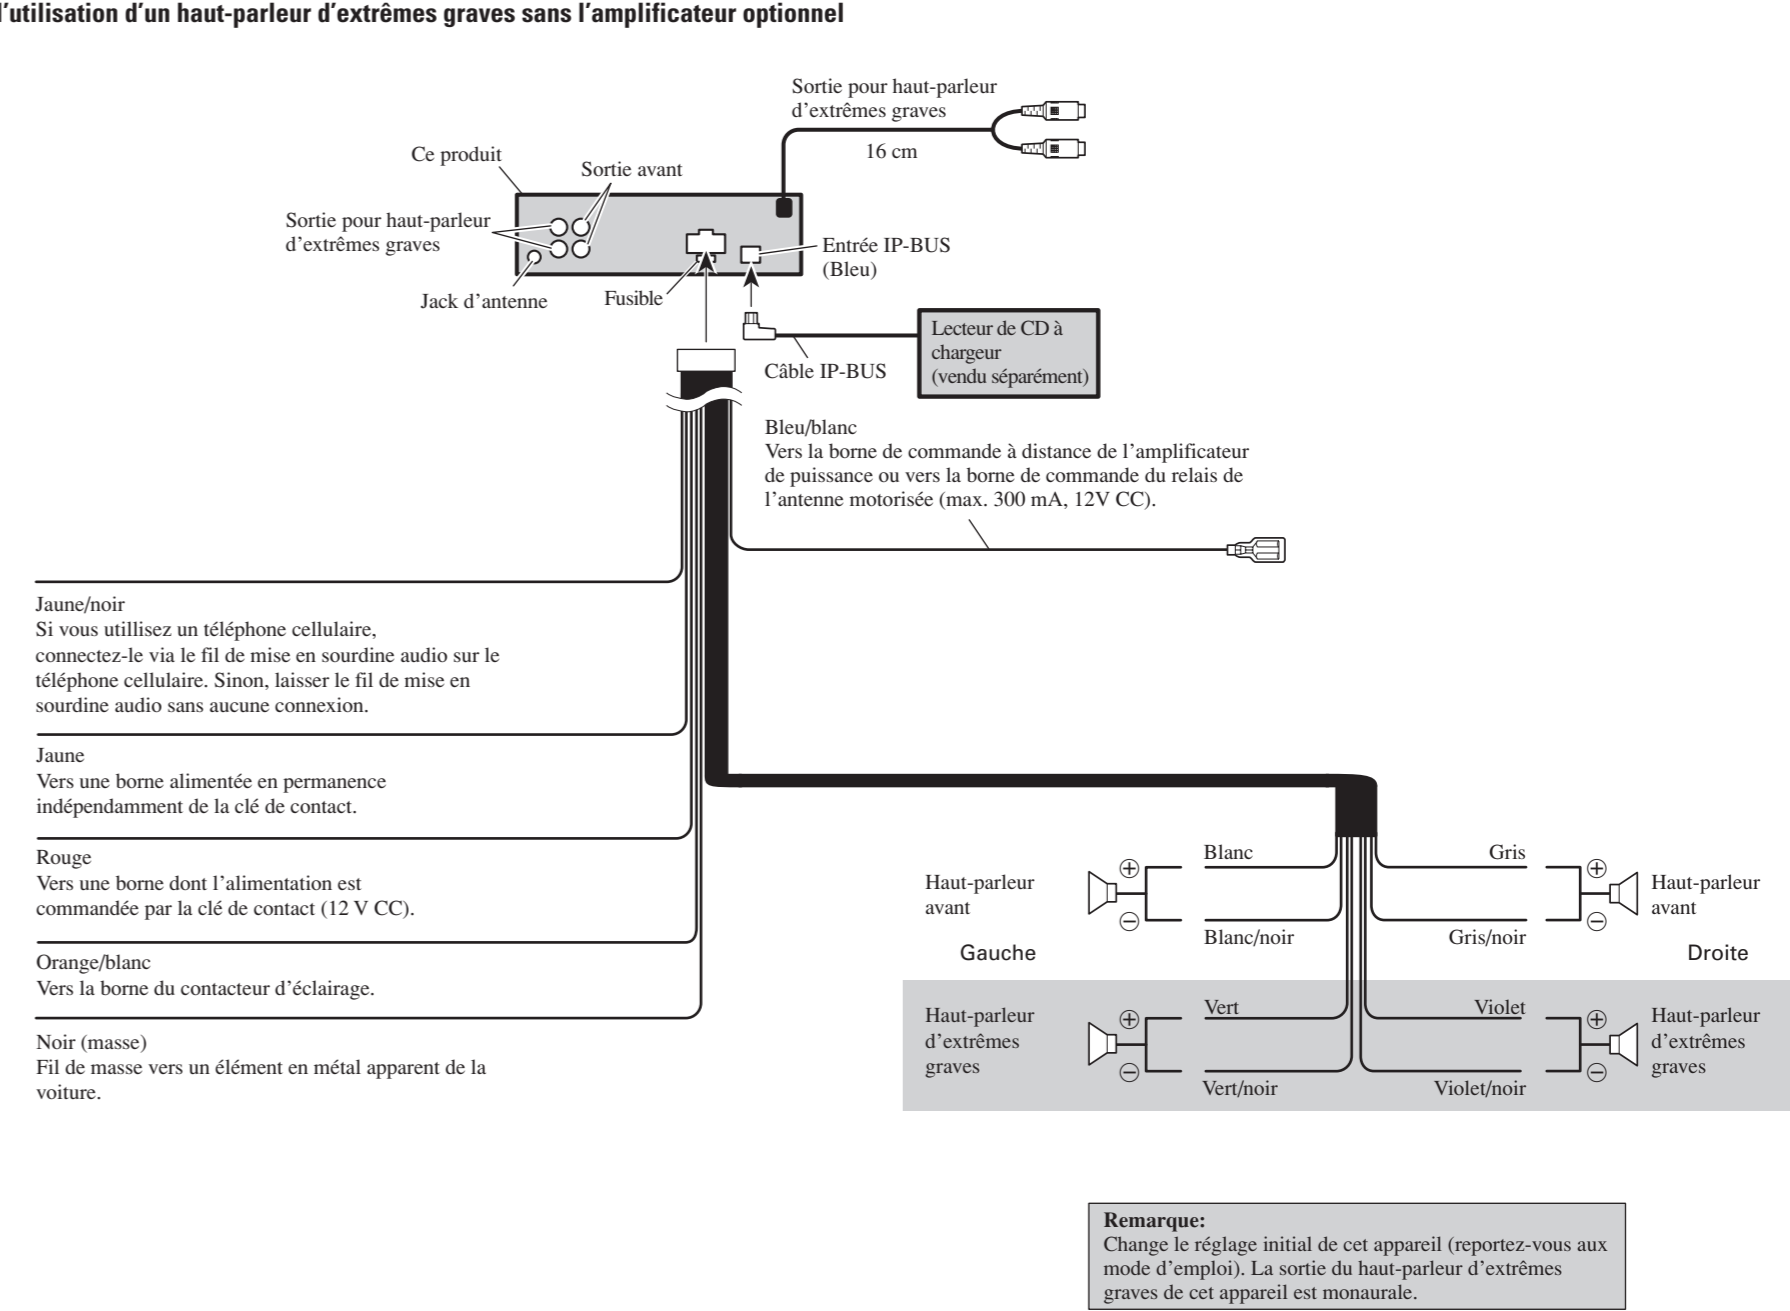 l'utilisation d'un haut-parleur d'extrêmes graves sans l'amplificateur optionnel
Sortie pour haut-parleur
d'extrêmes graves
16 cm
Ce produit
Sortie avant
Sortie pour haut-parleur
d'extrêmes graves
Entrée IP-BUS
(Bleu)
Jack d'antenne
Fusible
Lecteur de CD à
chargeur
(vendu séparément)
Câble IP-BUS
Bleu/blanc
Vers la borne de commande à distance de l'amplificateur
de puissance ou vers la borne de commande du relais de
l'antenne motorisée (max. 300 mA, 12V CC).
Jaune/noir
Si vous utillisez un téléphone cellulaire,
connectez-le via le fil de mise en sourdine audio sur le
téléphone cellulaire. Sinon, laisser le fil de mise en
sourdine audio sans aucune connexion.
Jaune
Vers une borne alimentée en permanence
indépendamment de la clé de contact.
Rouge
Vers une borne dont l'alimentation est
commandée par la clé de contact (12 V CC).
Orange/blanc
Vers la borne du contacteur d'éclairage.
Noir (masse)
Fil de masse vers un élément en métal apparent de la
voiture.
Haut-parleur
avant
⊕
⊖
Blanc
Blanc/noir
Gris
Gris/noir
⊕
⊖
Haut-parleur
avant
Gauche
Droite
Haut-parleur
d'extrêmes
graves
⊕
⊖
Vert
Vert/noir
Violet
Violet/noir
⊕
⊖
Haut-parleur
d'extrêmes
graves
Remarque:
Change le réglage initial de cet appareil (reportez-vous aux
mode d'emploi). La sortie du haut-parleur d'extrêmes
graves de cet appareil est monaurale.